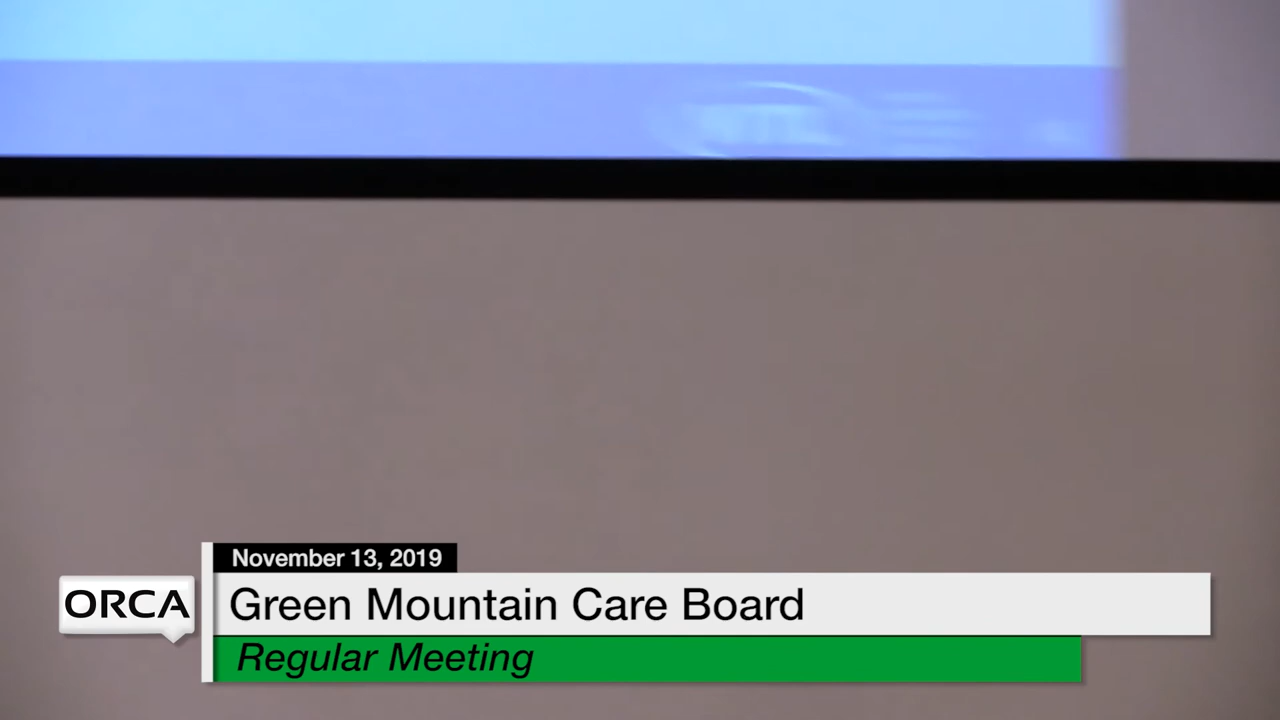 November 13, 2019
ORCA
Green Mountain Care Board
Regular Meeting